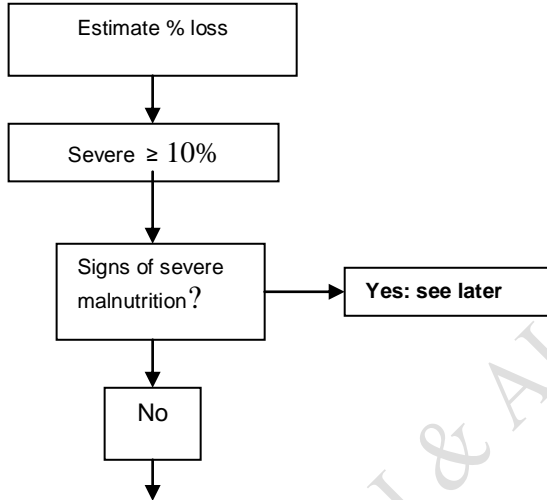 Estimate % loss
Severe ≥ 10%
Signs of severe
malnutrition?
Yes: see later
No
& A